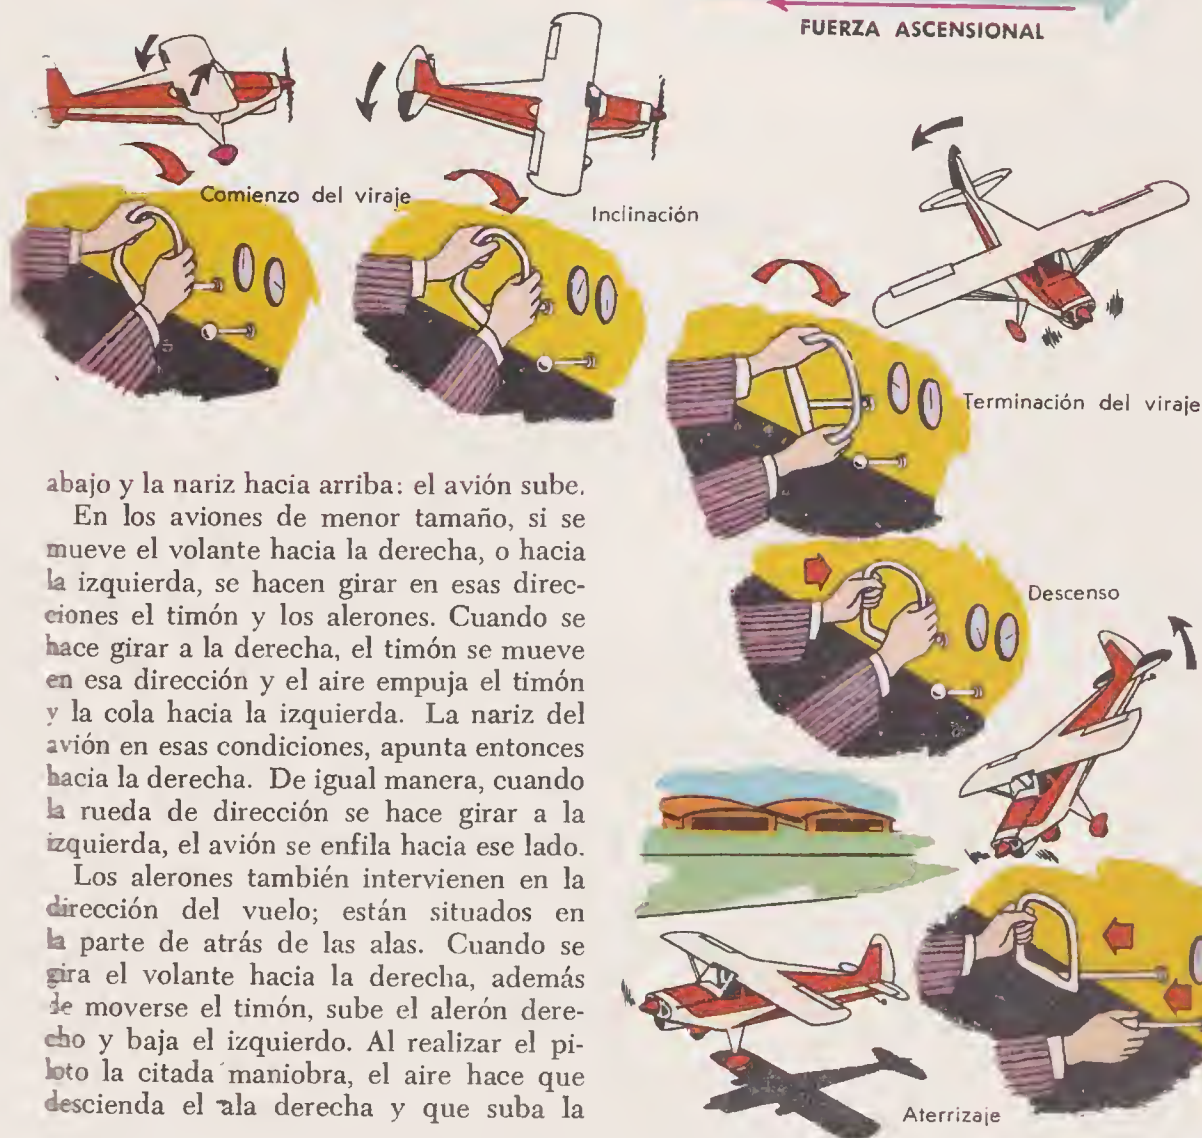 FUERZA ASCENSIONAL
Comienzo del viraje
Inclinación
Terminación del viraje
Descenso
abajo y la nariz hacia arriba: el avión sube.
En los aviones de menor tamaño, si se
mueve el volante hacia la derecha, o hacia
la izquierda, se hacen girar en esas direc-
ciones el timón y los alerones. Cuando se
hace girar a la derecha, el timón se mueve
en esa dirección y el aire empuja el timón
y la cola hacia la izquierda. La nariz del
avión en esas condiciones, apunta entonces
hacia la derecha. De igual manera, cuando
la rueda de dirección se hace girar a la
izquierda, el avión se enfila hacia ese lado.
Los alerones también intervienen en la
dirección del vuelo; están situados en
la parte de atrás de las alas. Cuando se
gira el volante hacia la derecha, además
de moverse el timón, sube el alerón dere-
cho y baja el izquierdo. Al realizar el pi-
loto la citada maniobra, el aire hace que
descienda el ala derecha y que suba la
Aterrizaje